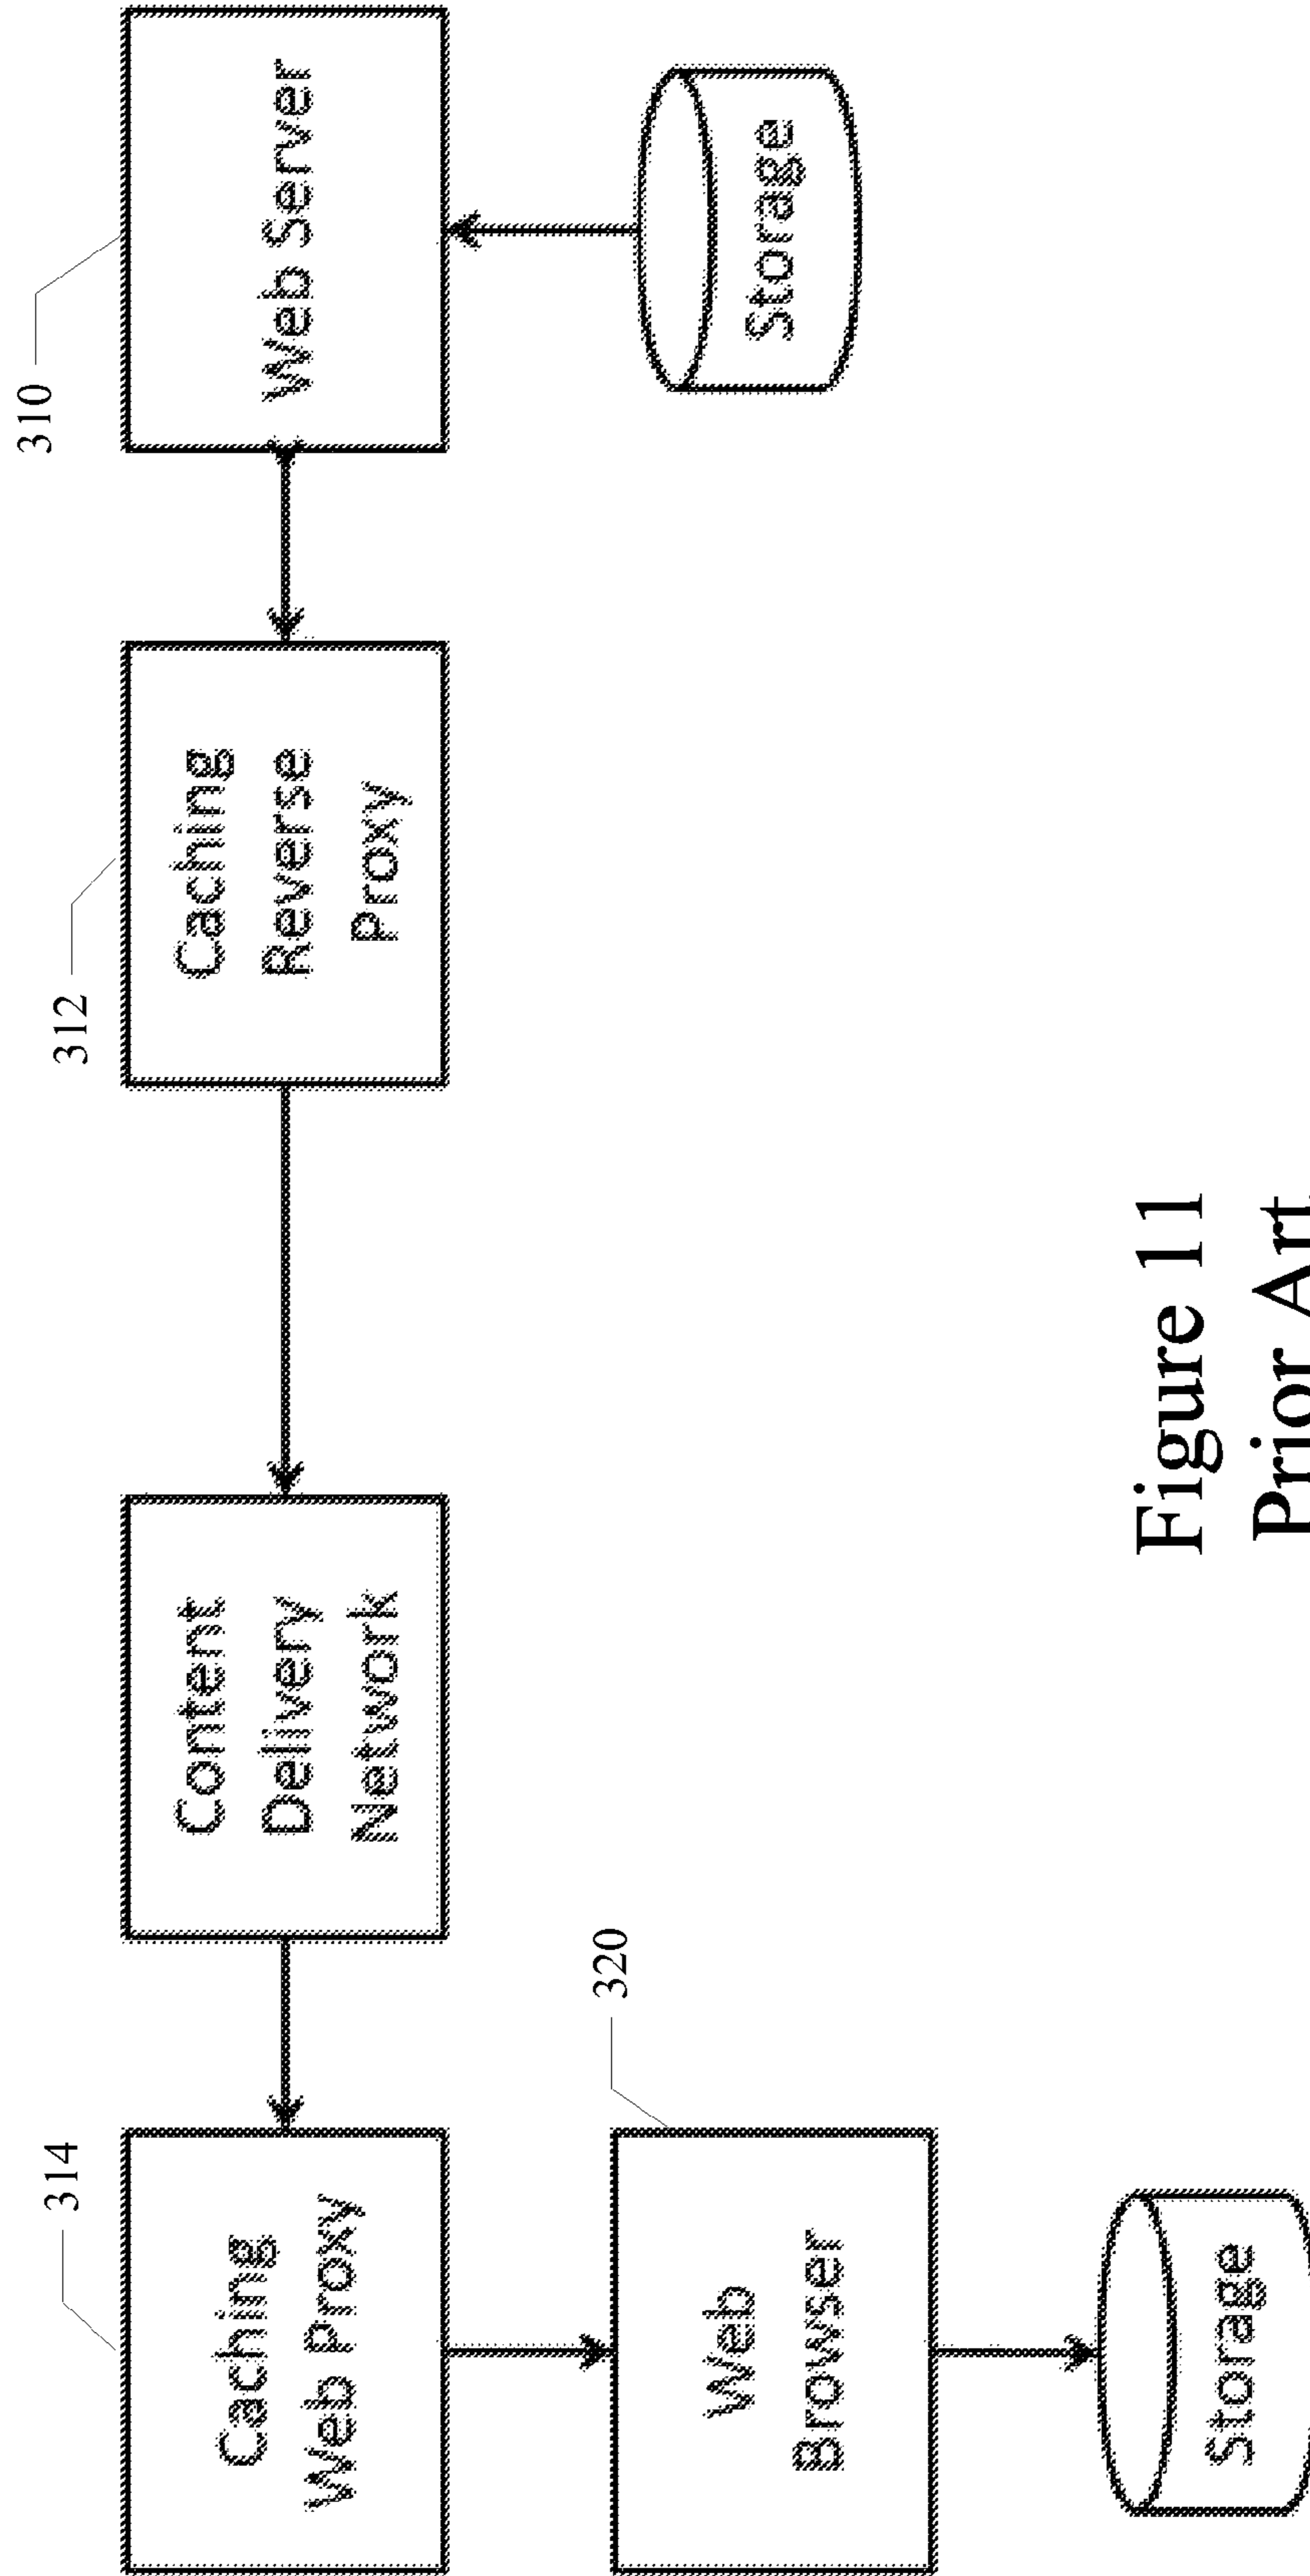 314
Caching
Web Proxy
Content
Delivery
Network
312
Caching
Reverse
Proxy
310
Web Server
320
Web
Browser
Storage
Storage
Figure 11
Prior Art